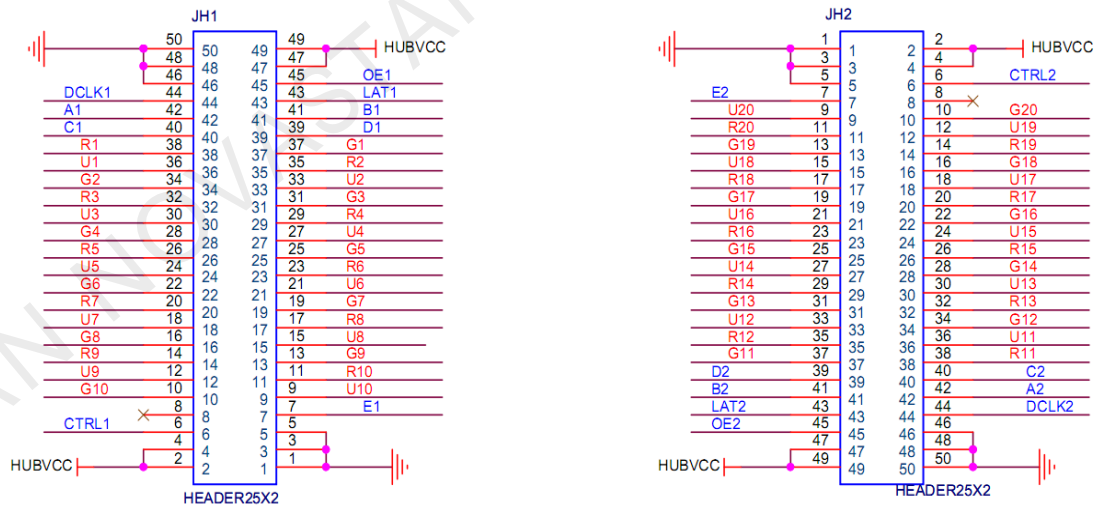 JH1
50 50 49 49 HUBVCC
48 48 47 47
46 46 45 45 OE1
DCLK1 44 44 43 43 LAT1
A1 42 42 41 41 B1
C1 40 40 39 39 D1
R1 38 38 37 37 G1
U1 36 36 35 35 R2
G2 34 34 33 33 U2
R3 32 32 31 31 G3
U3 30 30 29 29 R4
G4 28 28 27 27 U4
R5 26 26 25 25 G5
U5 24 24 23 23 R6
G6 22 22 21 21 U6
R7 20 20 19 19 G7
U7 18 18 17 17 R8
G8 16 16 15 15 U8
R9 14 14 13 13 G9
U9 12 12 11 11 R10
G10 10 10 9 9 U10
8 8 7 7 E1
CTRL1 6 6 5 5
4 4 3 3
HUBVCC 2 2 1 1
HEADER25X2
JH2
1 1 2 2 HUBVCC
3 3 4 4
5 5 6 6 CTRL2
E2 7 7 8 8
U20 9 9 10 10 G20
R20 11 11 12 12 U19
G19 13 13 14 14 R19
U18 15 15 16 16 G18
R18 17 17 18 18 U17
G17 19 19 20 20 R17
U16 21 21 22 22 G16
R16 23 23 24 24 U15
G15 25 25 26 26 R15
U14 27 27 28 28 G14
R14 29 29 30 30 U13
G13 31 31 32 32 R13
U12 33 33 34 34 G12
R12 35 35 36 36 U11
G11 37 37 38 38 R11
D2 39 39 40 40 C2
B2 41 41 42 42 A2
LAT2 43 43 44 44 DCLK2
OE2 45 45 46 46
47 47 48 48
HUBVCC 49 49 50 50
HEADER25X2
AN NOVASTAR